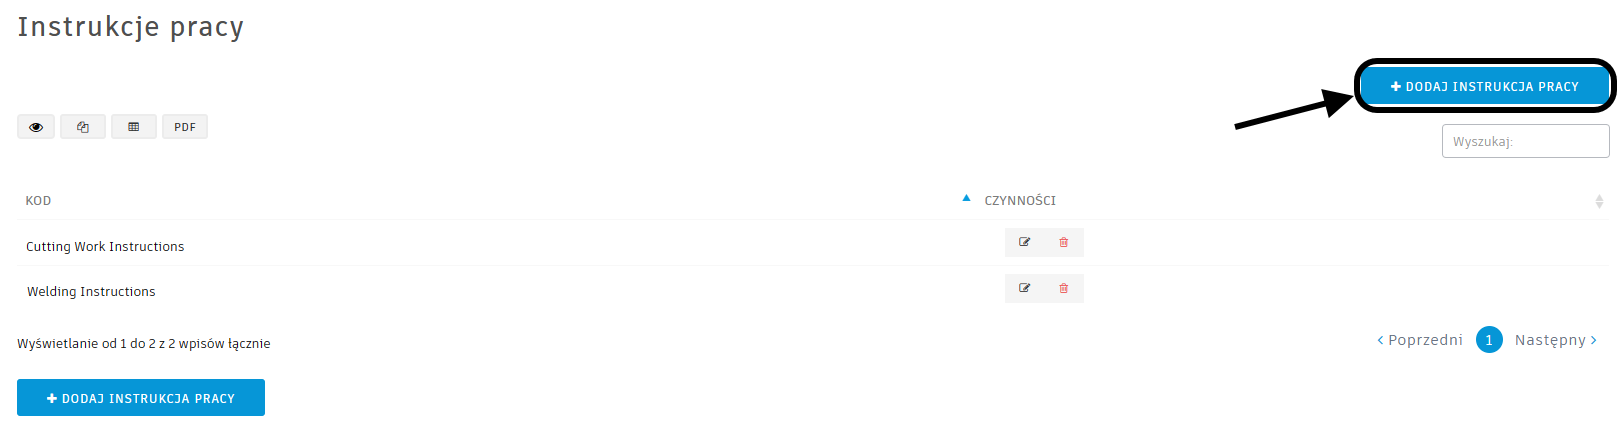 Instrukcje pracy
DODAJ INSTRUKCJA PRACY
PDF
Wyszukaj:
KOD CZYNNOŚCI
Cutting Work Instructions
Welding Instructions
Wyświetlanie od 1 do 2 z 2 wpisów łącznie
Poprzedni 1 Następny
DODAJ INSTRUKCJA PRACY